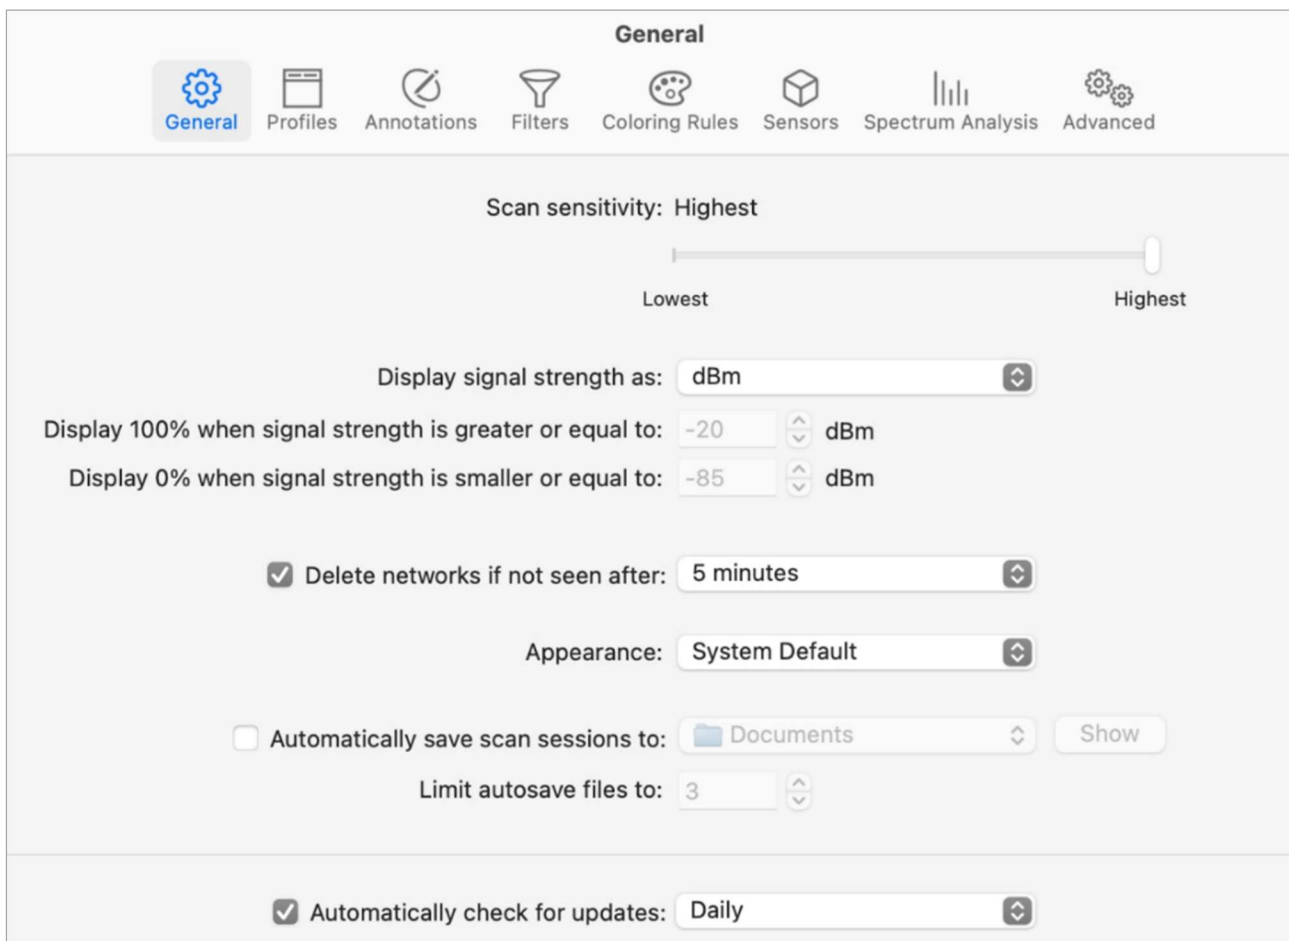 General
General Profiles Annotations Filters Coloring Rules Sensors Spectrum Analysis Advanced
Scan sensitivity: Highest
Lowest Highest
Display signal strength as: dBm
Display 100% when signal strength is greater or equal to: -20 dBm
Display 0% when signal strength is smaller or equal to: -85 dBm
Delete networks if not seen after: 5 minutes
Appearance: System Default
Automatically save scan sessions to: Documents Show
Limit autosave files to: 3
Automatically check for updates: Daily